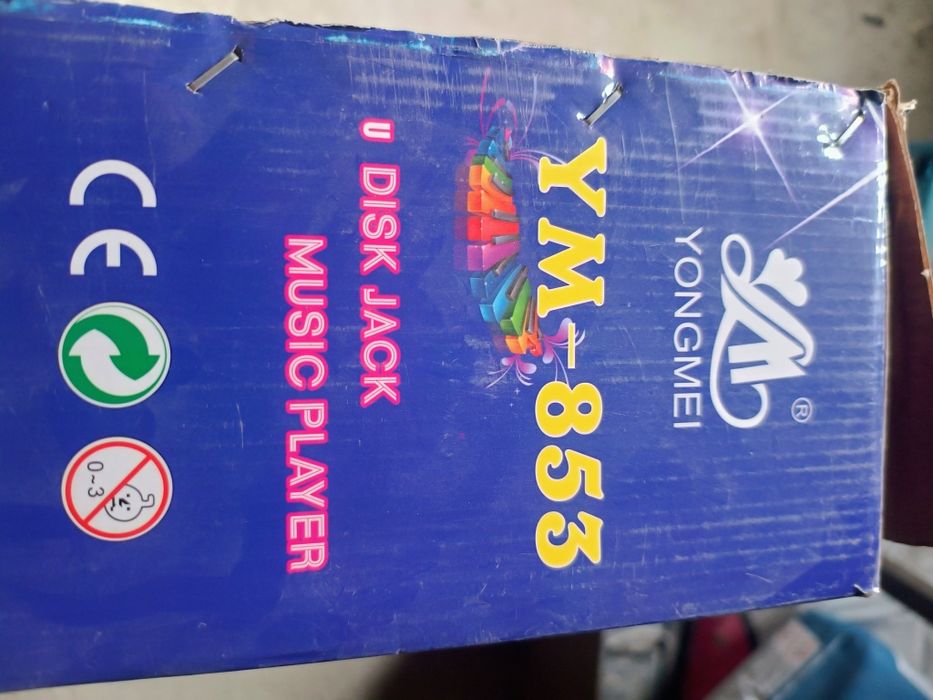 ®
YONGMEI
YM-853
U DISK JACK
MUSIC PLAYER
CE
0~3